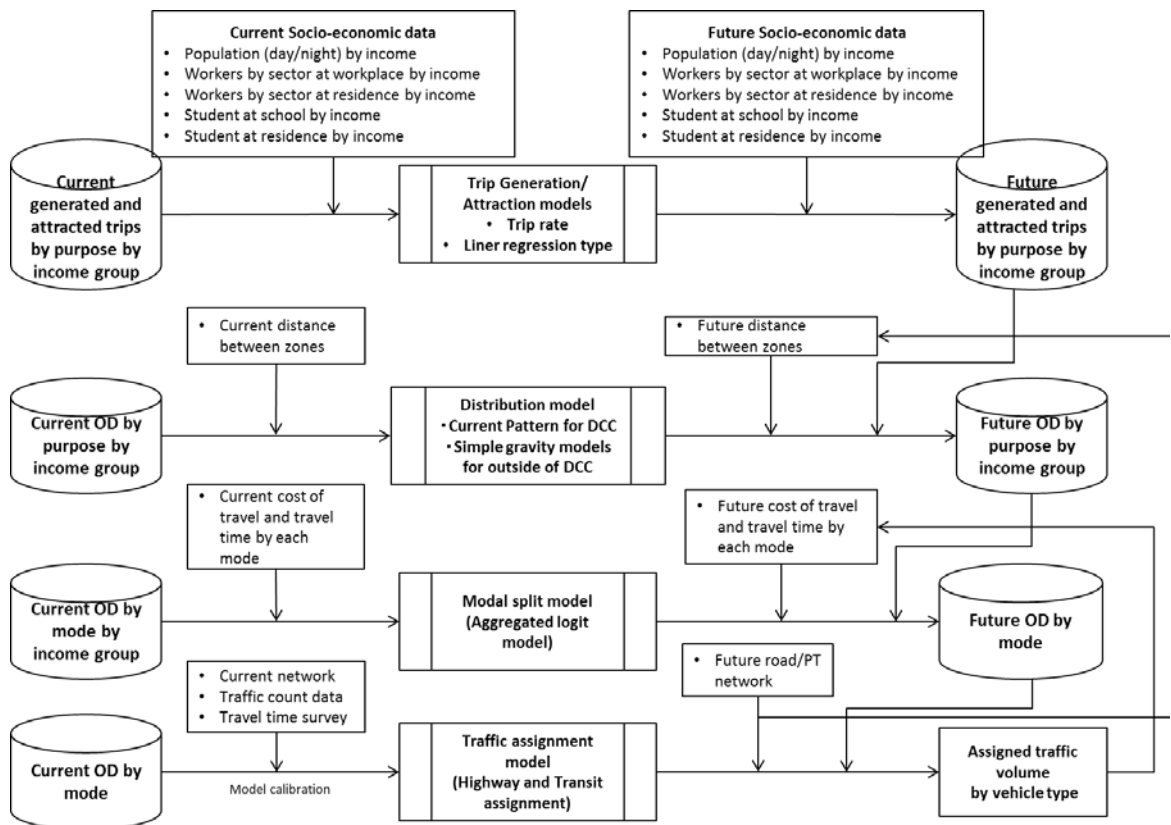 Current Socio-economic data
• Population (day/night) by income
• Workers by sector at workplace by income
• Workers by sector at residence by income
• Student at school by income
• Student at residence by income
Future Socio-economic data
• Population (day/night) by income
• Workers by sector at workplace by income
• Workers by sector at residence by income
• Student at school by income
• Student at residence by income
Current
generated and
attracted trips
by purpose by
income group
Trip Generation/
Attraction models
• Trip rate
• Liner regression type
Future
generated and
attracted trips
by purpose by
income group
• Current distance
between zones
• Future distance
between zones
Current OD by
purpose by
income group
Distribution model
・Current Pattern for DCC
・Simple gravity models
for outside of DCC
Future OD by
purpose by
income group
• Current cost of
travel and travel
time by each
mode
• Future cost of travel
and travel time by
each mode
Current OD by
mode by
income group
Modal split model
(Aggregated logit
model)
Future OD by
mode
• Current network
• Traffic count data
• Travel time survey
• Future road/PT
network
Current OD by
mode
Model calibration
Traffic assignment
model
(Highway and Transit
assignment)
Assigned traffic
volume
by vehicle type